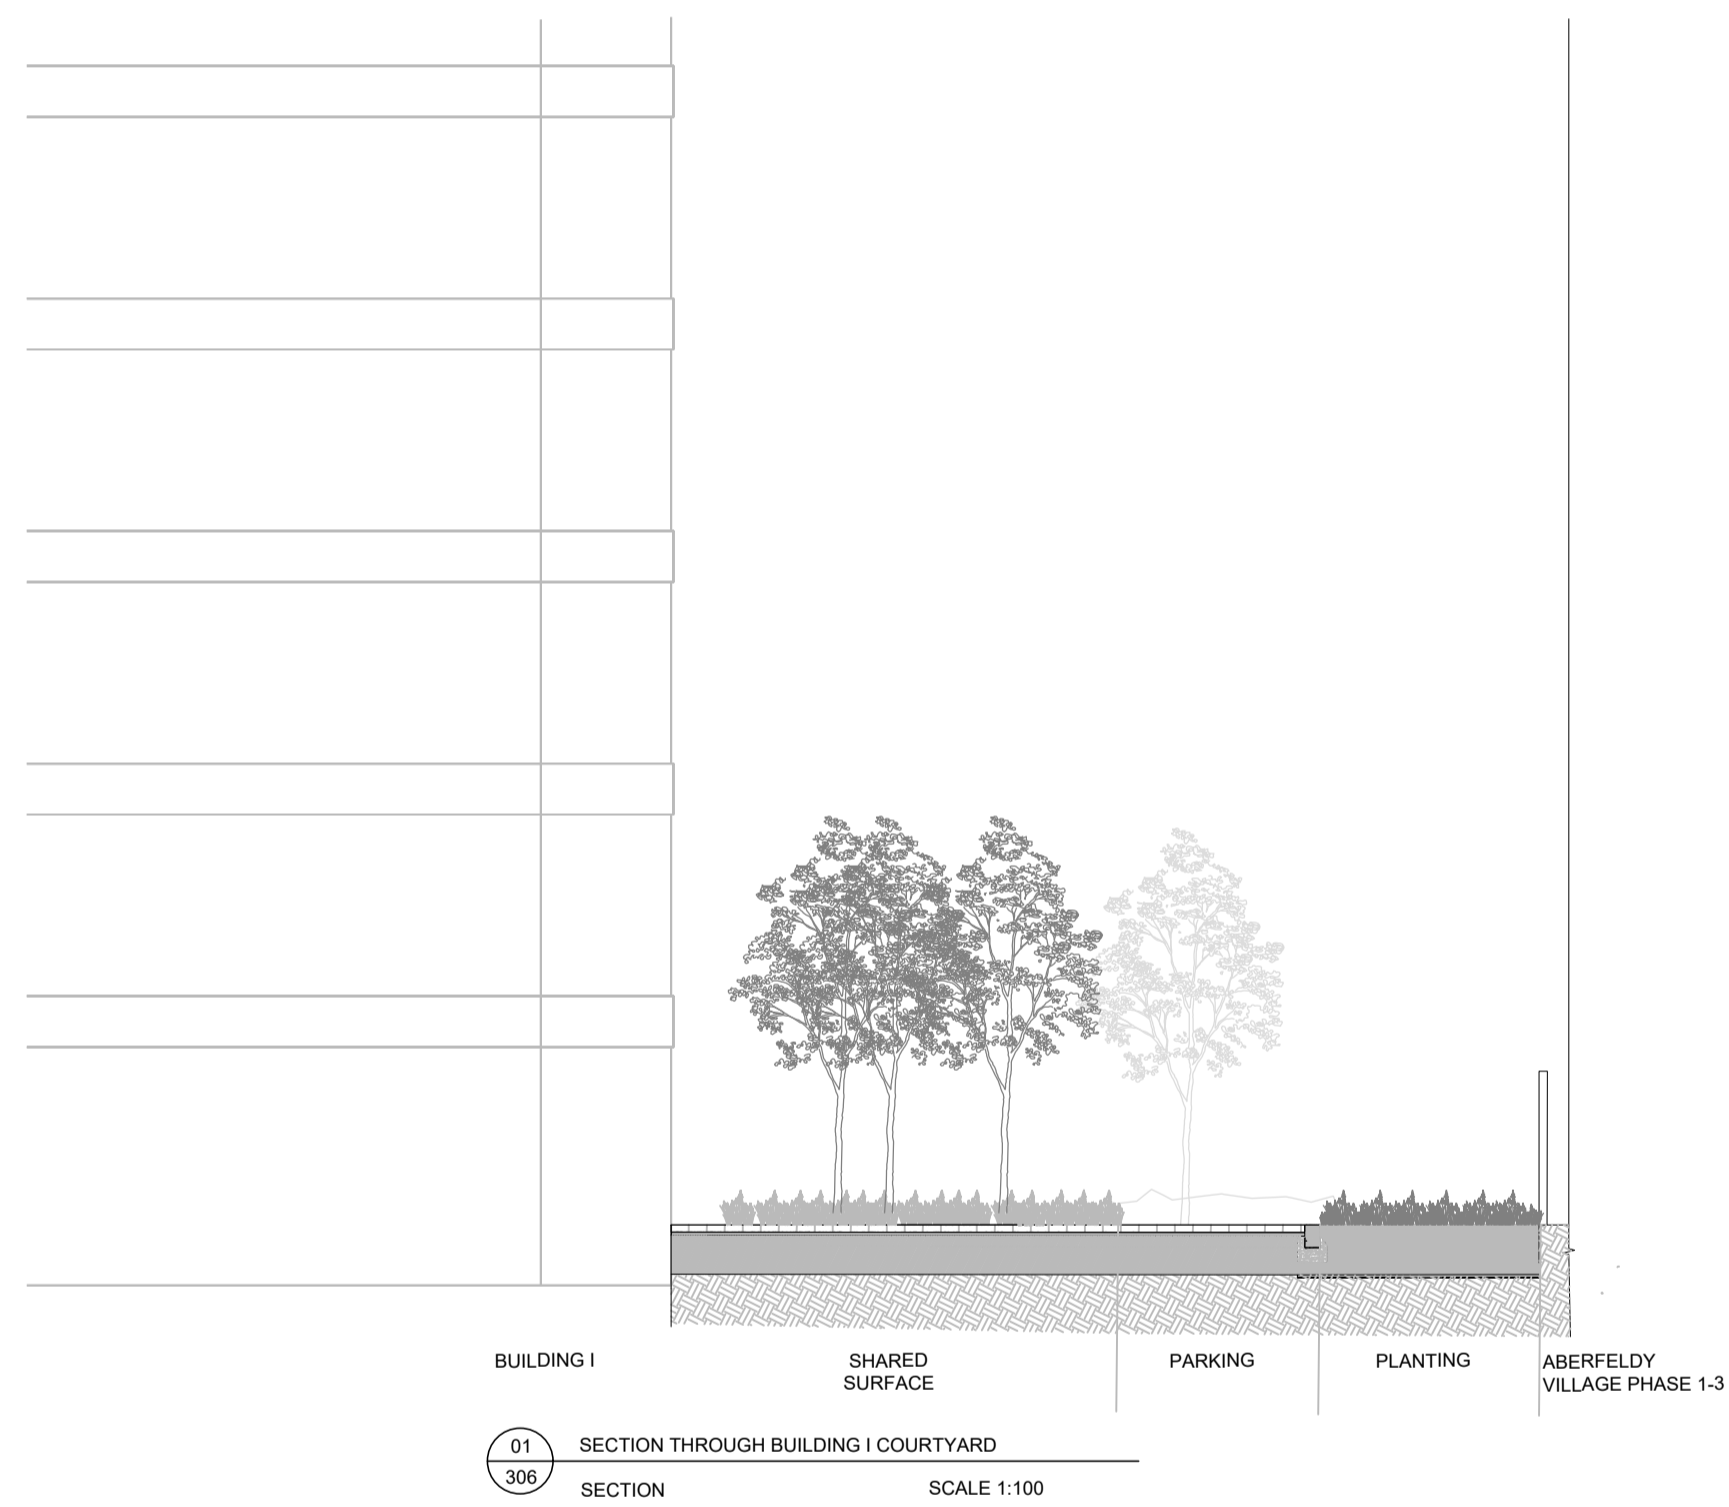 BUILDING I
SHARED
SURFACE
PARKING
PLANTING
ABERFELDY
VILLAGE PHASE 1-3
01
306
SECTION THROUGH BUILDING I COURTYARD
SECTION
SCALE 1:100